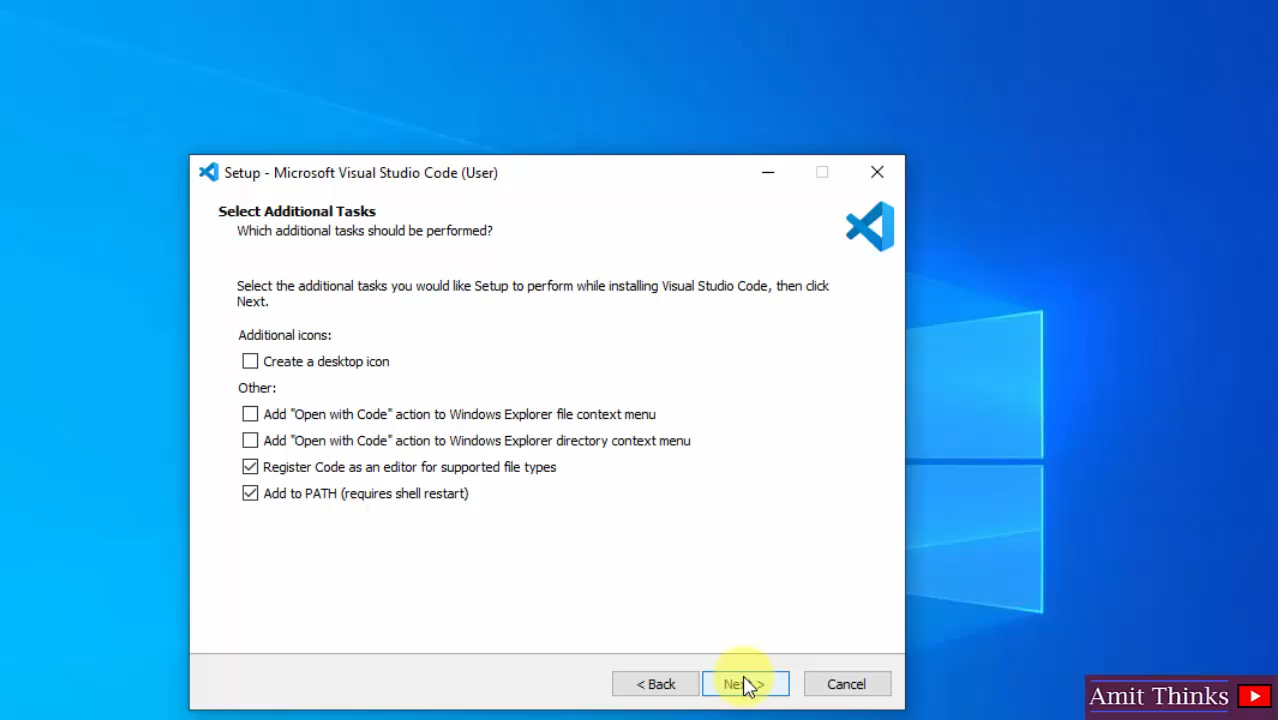 Setup - Microsoft Visual Studio Code (User)
Select Additional Tasks
Which additional tasks should be performed?
Select the additional tasks you would like Setup to perform while installing Visual Studio Code, then click
Next.
Additional icons:
Create a desktop icon
Other:
Add "Open with Code" action to Windows Explorer file context menu
Add "Open with Code" action to Windows Explorer directory context menu
Register Code as an editor for supported file types
Add to PATH (requires shell restart)
< Back
Next >
Cancel
Amit Thinks